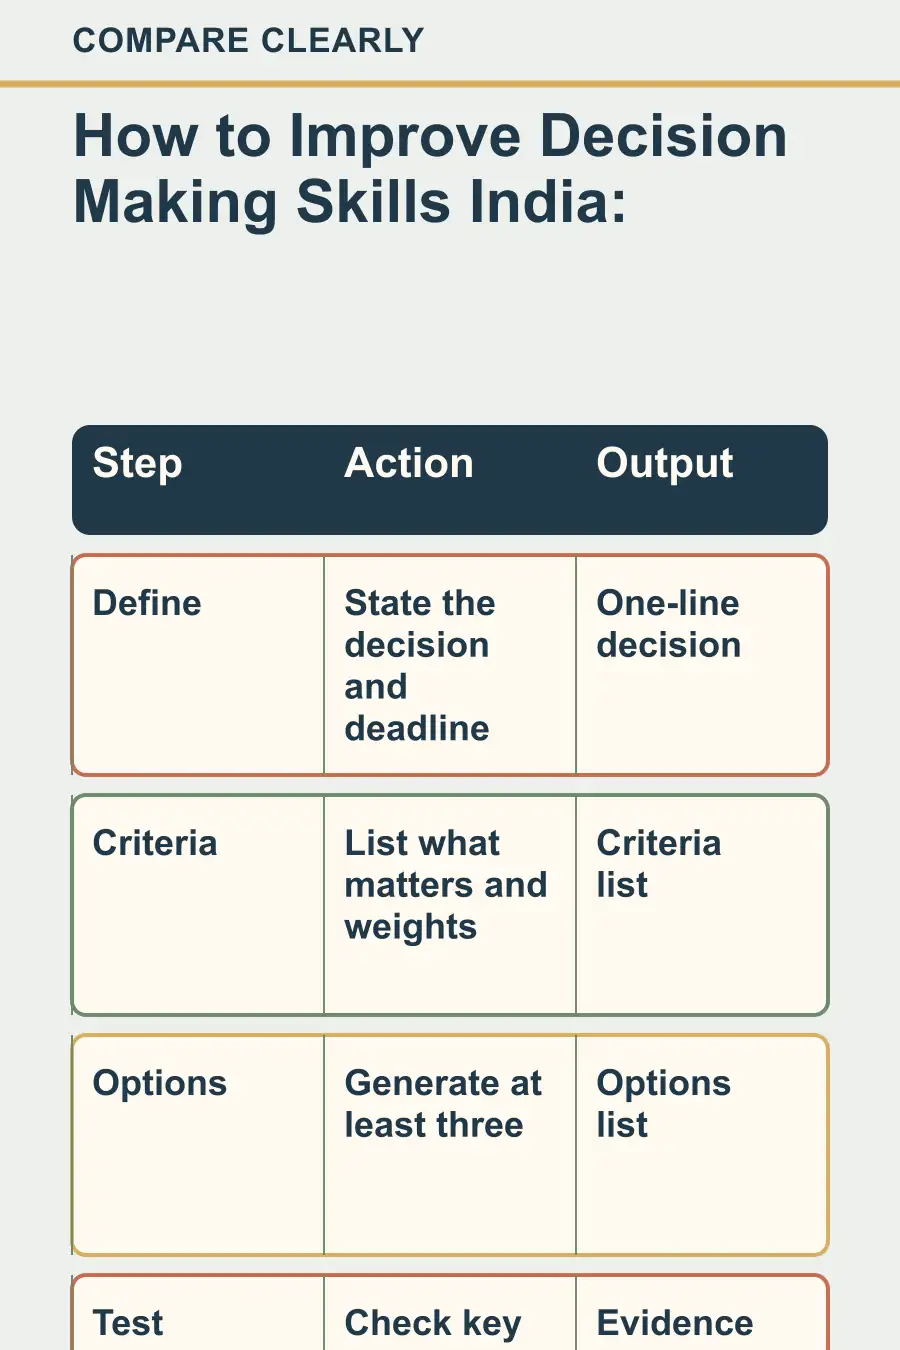 COMPARE CLEARLY
How to Improve Decision
Making Skills India:
Step Action Output
Define State the One-line
decision decision
and
deadline
Criteria List what Criteria
matters and list
weights
Options Generate at Options
least three list
Test Check key Evidence